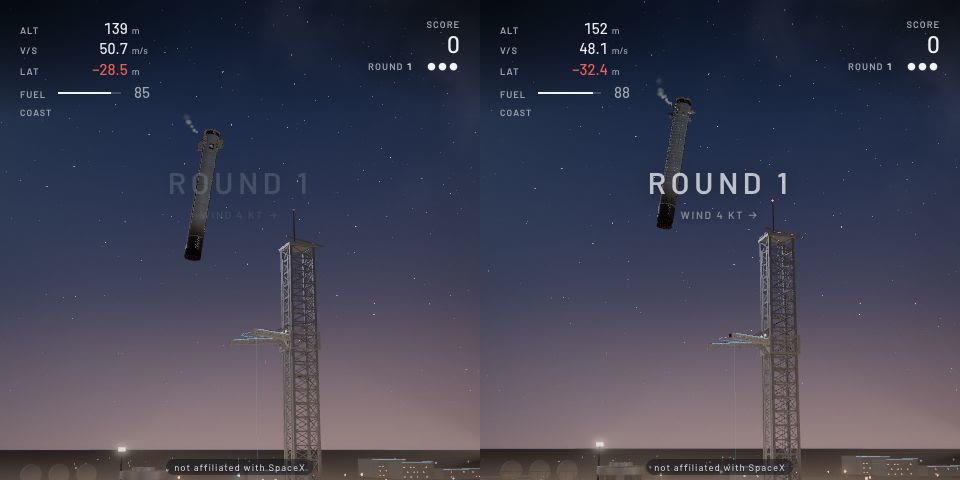 ALT 139 m
V/S 50.7 m/s
LAT −28.5 m
FUEL 85
COAST
SCORE
0
ROUND 1
ROUND 1
WIND 4 KT →
not affiliated with SpaceX
ALT 152 m
V/S 48.1 m/s
LAT −32.4 m
FUEL 88
COAST
SCORE
0
ROUND 1
ROUND 1
WIND 4 KT →
not affiliated with SpaceX